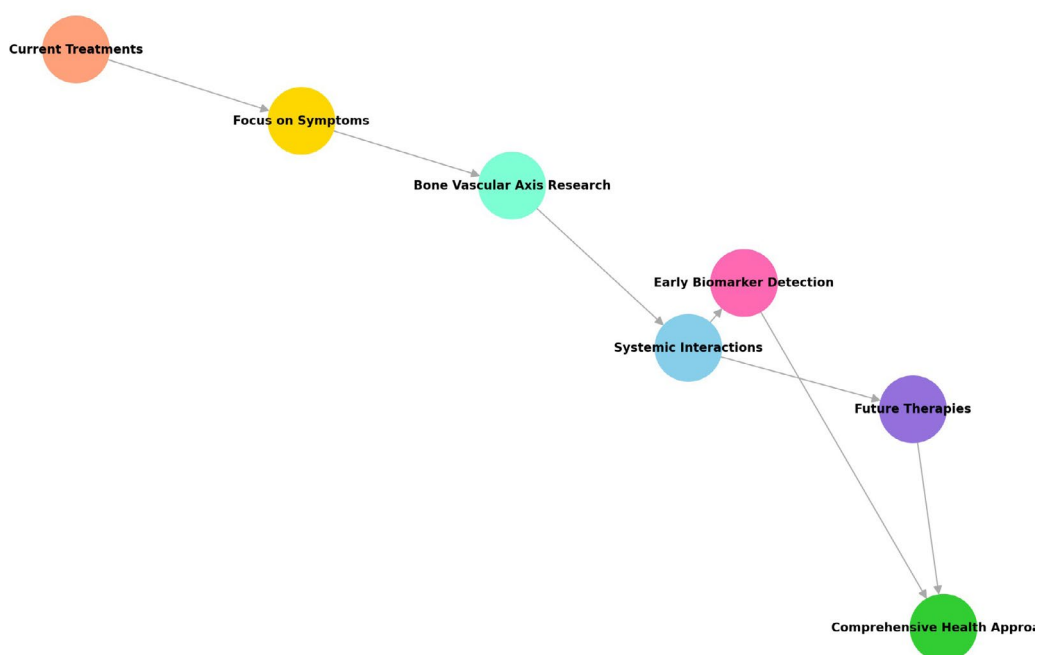 Current Treatments
Focus on Symptoms
Bone Vascular Axis Research
Early Biomarker Detection
Systemic Interactions
Future Therapies
Comprehensive Health Approa